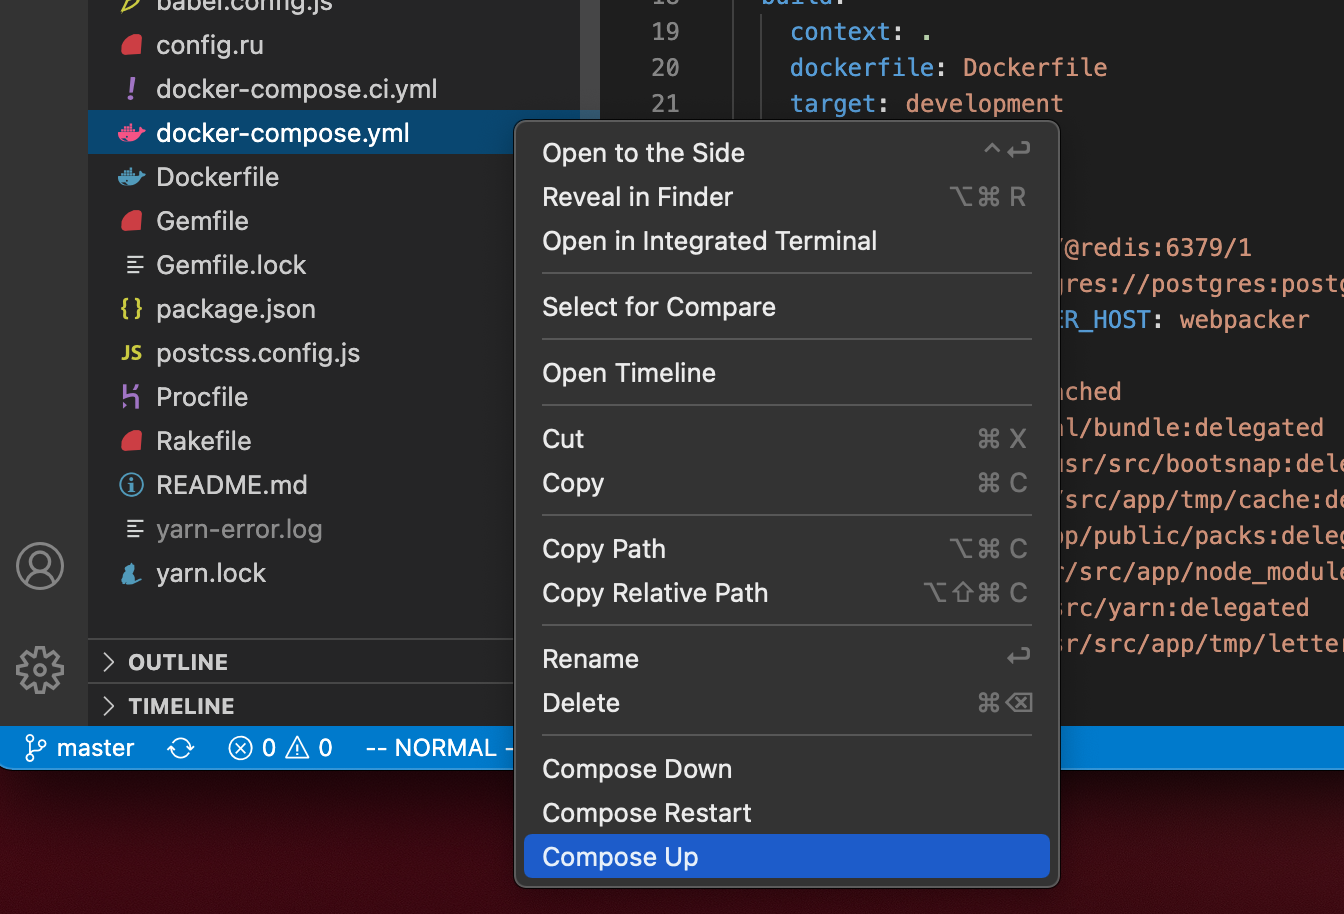 babel.config.js
config.ru
docker-compose.ci.yml
docker-compose.yml
Dockerfile
Gemfile
Gemfile.lock
package.json
JS postcss.config.js
Procfile
Rakefile
README.md
yarn-error.log
yarn.lock
OUTLINE
TIMELINE
master 0 0 -- NORMAL -
18 build:
19 context: .
20 dockerfile: Dockerfile
21 target: development
/@redis:6379/1
gres://postgres:postg
ER_HOST: webpacker
ached
al/bundle:delegated
usr/src/bootsnap:dele
/src/app/tmp/cache:de
pp/public/packs:deleg
r/src/app/node_module
src/yarn:delegated
sr/src/app/tmp/letter
Open to the Side ^↩
Reveal in Finder ⌥⌘ R
Open in Integrated Terminal
Select for Compare
Open Timeline
Cut ⌘ X
Copy ⌘ C
Copy Path ⌥⌘ C
Copy Relative Path ⌥⇧⌘ C
Rename ↩
Delete ⌘⌫
Compose Down
Compose Restart
Compose Up